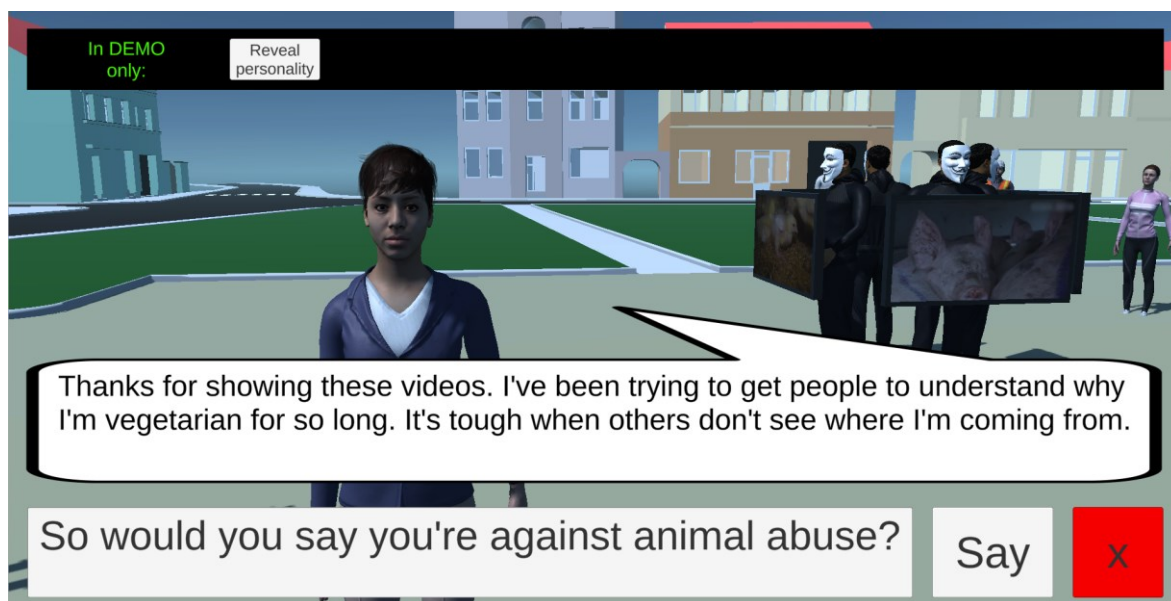 In DEMO
only:
Reveal
personality
Thanks for showing these videos. I've been trying to get people to understand why
I'm vegetarian for so long. It's tough when others don't see where I'm coming from.
So would you say you're against animal abuse?
Say
x